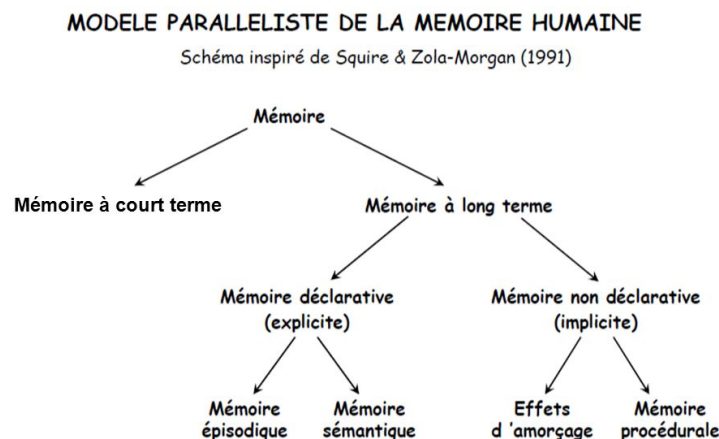 MODELE PARALLELISTE DE LA MEMOIRE HUMAINE
Schéma inspiré de Squire & Zola-Morgan (1991)
Mémoire
Mémoire à court terme
Mémoire à long terme
Mémoire déclarative
(explicite)
Mémoire non déclarative
(implicite)
Mémoire
épisodique
Mémoire
sémantique
Effets
d 'amorçage
Mémoire
procédurale